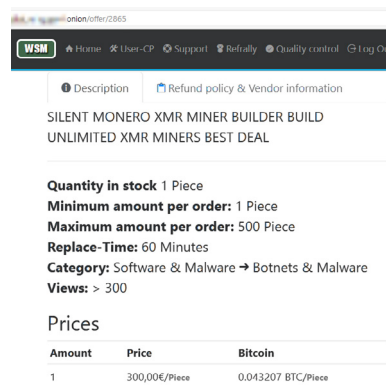 onion/offer/2865
WSM Home User-CP Support Refrally Quality control Log O
Description Refund policy & Vendor information
SILENT MONERO XMR MINER BUILDER BUILD
UNLIMITED XMR MINERS BEST DEAL
Quantity in stock 1 Piece
Minimum amount per order: 1 Piece
Maximum amount per order: 500 Piece
Replace-Time: 60 Minutes
Category: Software & Malware ➔ Botnets & Malware
Views: > 300
Prices
Amount Price Bitcoin
1 300,00€/Piece 0.043207 BTC/Piece